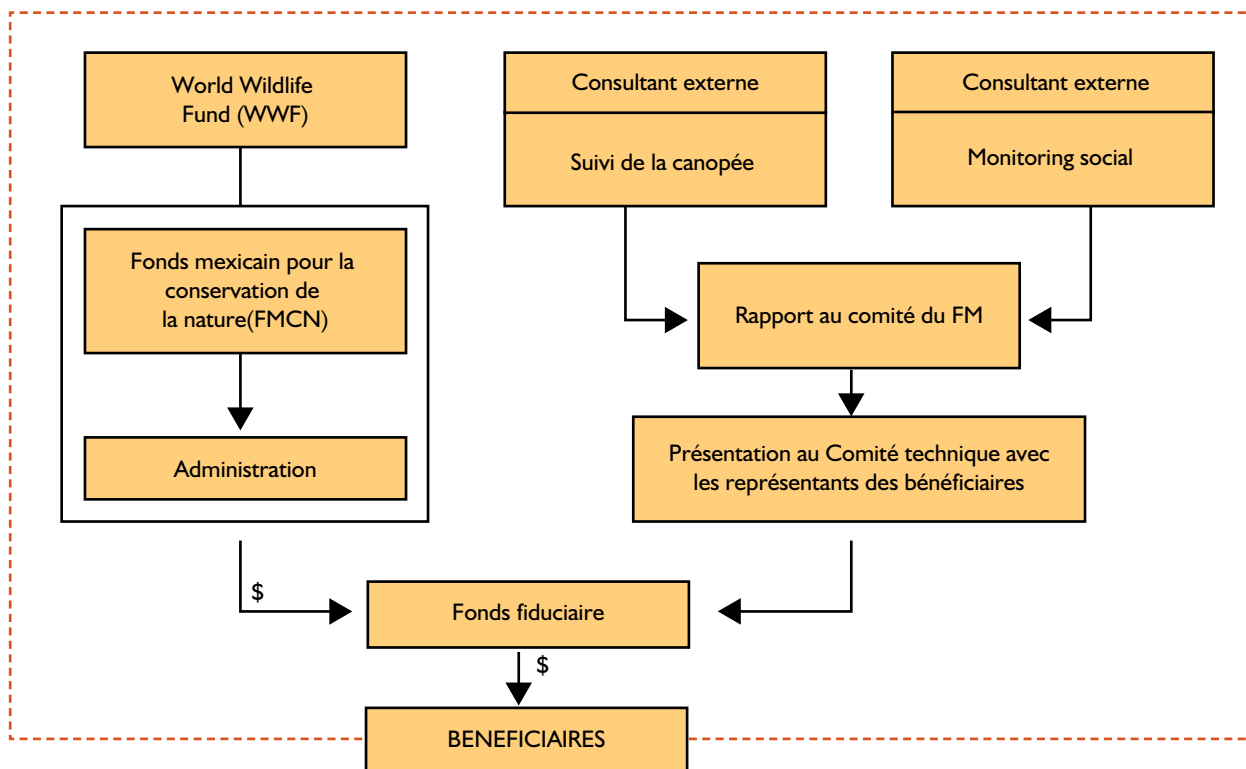 World Wildlife
Fund (WWF)
Consultant externe
Suivi de la canopée
Consultant externe
Monitoring social
Fonds mexicain pour la
conservation de
la nature(FMCN)
Administration
Rapport au comité du FM
Présentation au Comité technique avec
les représentants des bénéficiaires
$
Fonds fiduciaire
$
BENEFICIAIRES